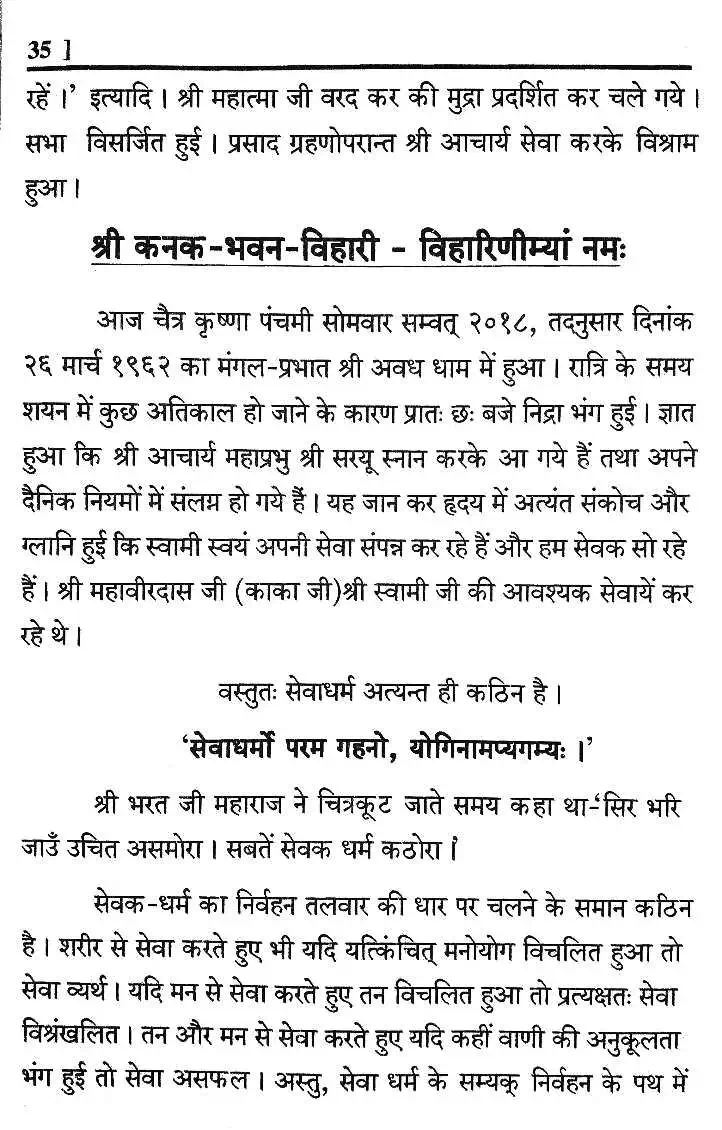 35 ]
रहें ।' इत्यादि । श्री महात्मा जी वरद कर की मुद्रा प्रदर्शित कर चले गये ।
सभा विसर्जित हुई । प्रसाद ग्रहणोपरान्त श्री आचार्य सेवा करके विश्राम
हुआ ।
श्री कनक-भवन-विहारी - विहारिणीम्यां नमः
आज चैत्र कृष्णा पंचमी सोमवार सम्वत् २०१८, तदनुसार दिनांक
२६ मार्च १९६२ का मंगल-प्रभात श्री अवध धाम में हुआ । रात्रि के समय
शयन में कुछ अतिकाल हो जाने के कारण प्रातः छः बजे निद्रा भंग हुई । ज्ञात
हुआ कि श्री आचार्य महाप्रभु श्री सरयू स्नान करके आ गये हैं तथा अपने
दैनिक नियमों में संलग्न हो गये हैं । यह जान कर हृदय में अत्यंत संकोच और
ग्लानि हुई कि स्वामी स्वयं अपनी सेवा संपन्न कर रहे हैं और हम सेवक सो रहे
हैं । श्री महावीरदास जी (काका जी)श्री स्वामी जी की आवश्यक सेवायें कर
रहे थे ।
वस्तुतः सेवाधर्म अत्यन्त ही कठिन है ।
'सेवाधर्मो परम गहनो, योगिनामप्यगम्यः ।'
श्री भरत जी महाराज ने चित्रकूट जाते समय कहा था-'सिर भरि
जाउँ उचित असमोरा । सबतें सेवक धर्म कठोरा ।'
सेवक-धर्म का निर्वहन तलवार की धार पर चलने के समान कठिन
है । शरीर से सेवा करते हुए भी यदि यत्किंचित् मनोयोग विचलित हुआ तो
सेवा व्यर्थ । यदि मन से सेवा करते हुए तन विचलित हुआ तो प्रत्यक्षतः सेवा
विश्रंखलित । तन और मन से सेवा करते हुए यदि कहीं वाणी की अनुकूलता
भंग हुई तो सेवा असफल । अस्तु, सेवा धर्म के सम्यक् निर्वहन के पथ में